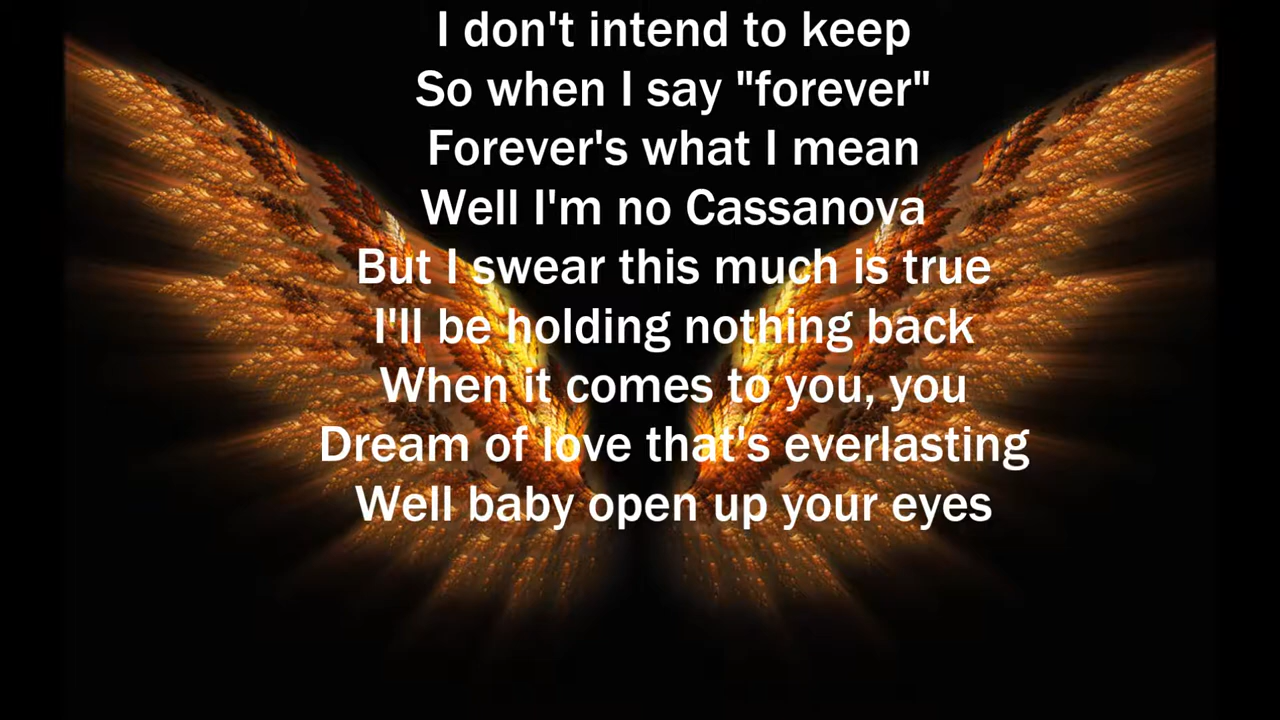 I don't intend to keep
So when I say "forever"
Forever's what I mean
Well I'm no Cassanova
But I swear this much is true
I'll be holding nothing back
When it comes to you, you
Dream of love that's everlasting
Well baby open up your eyes